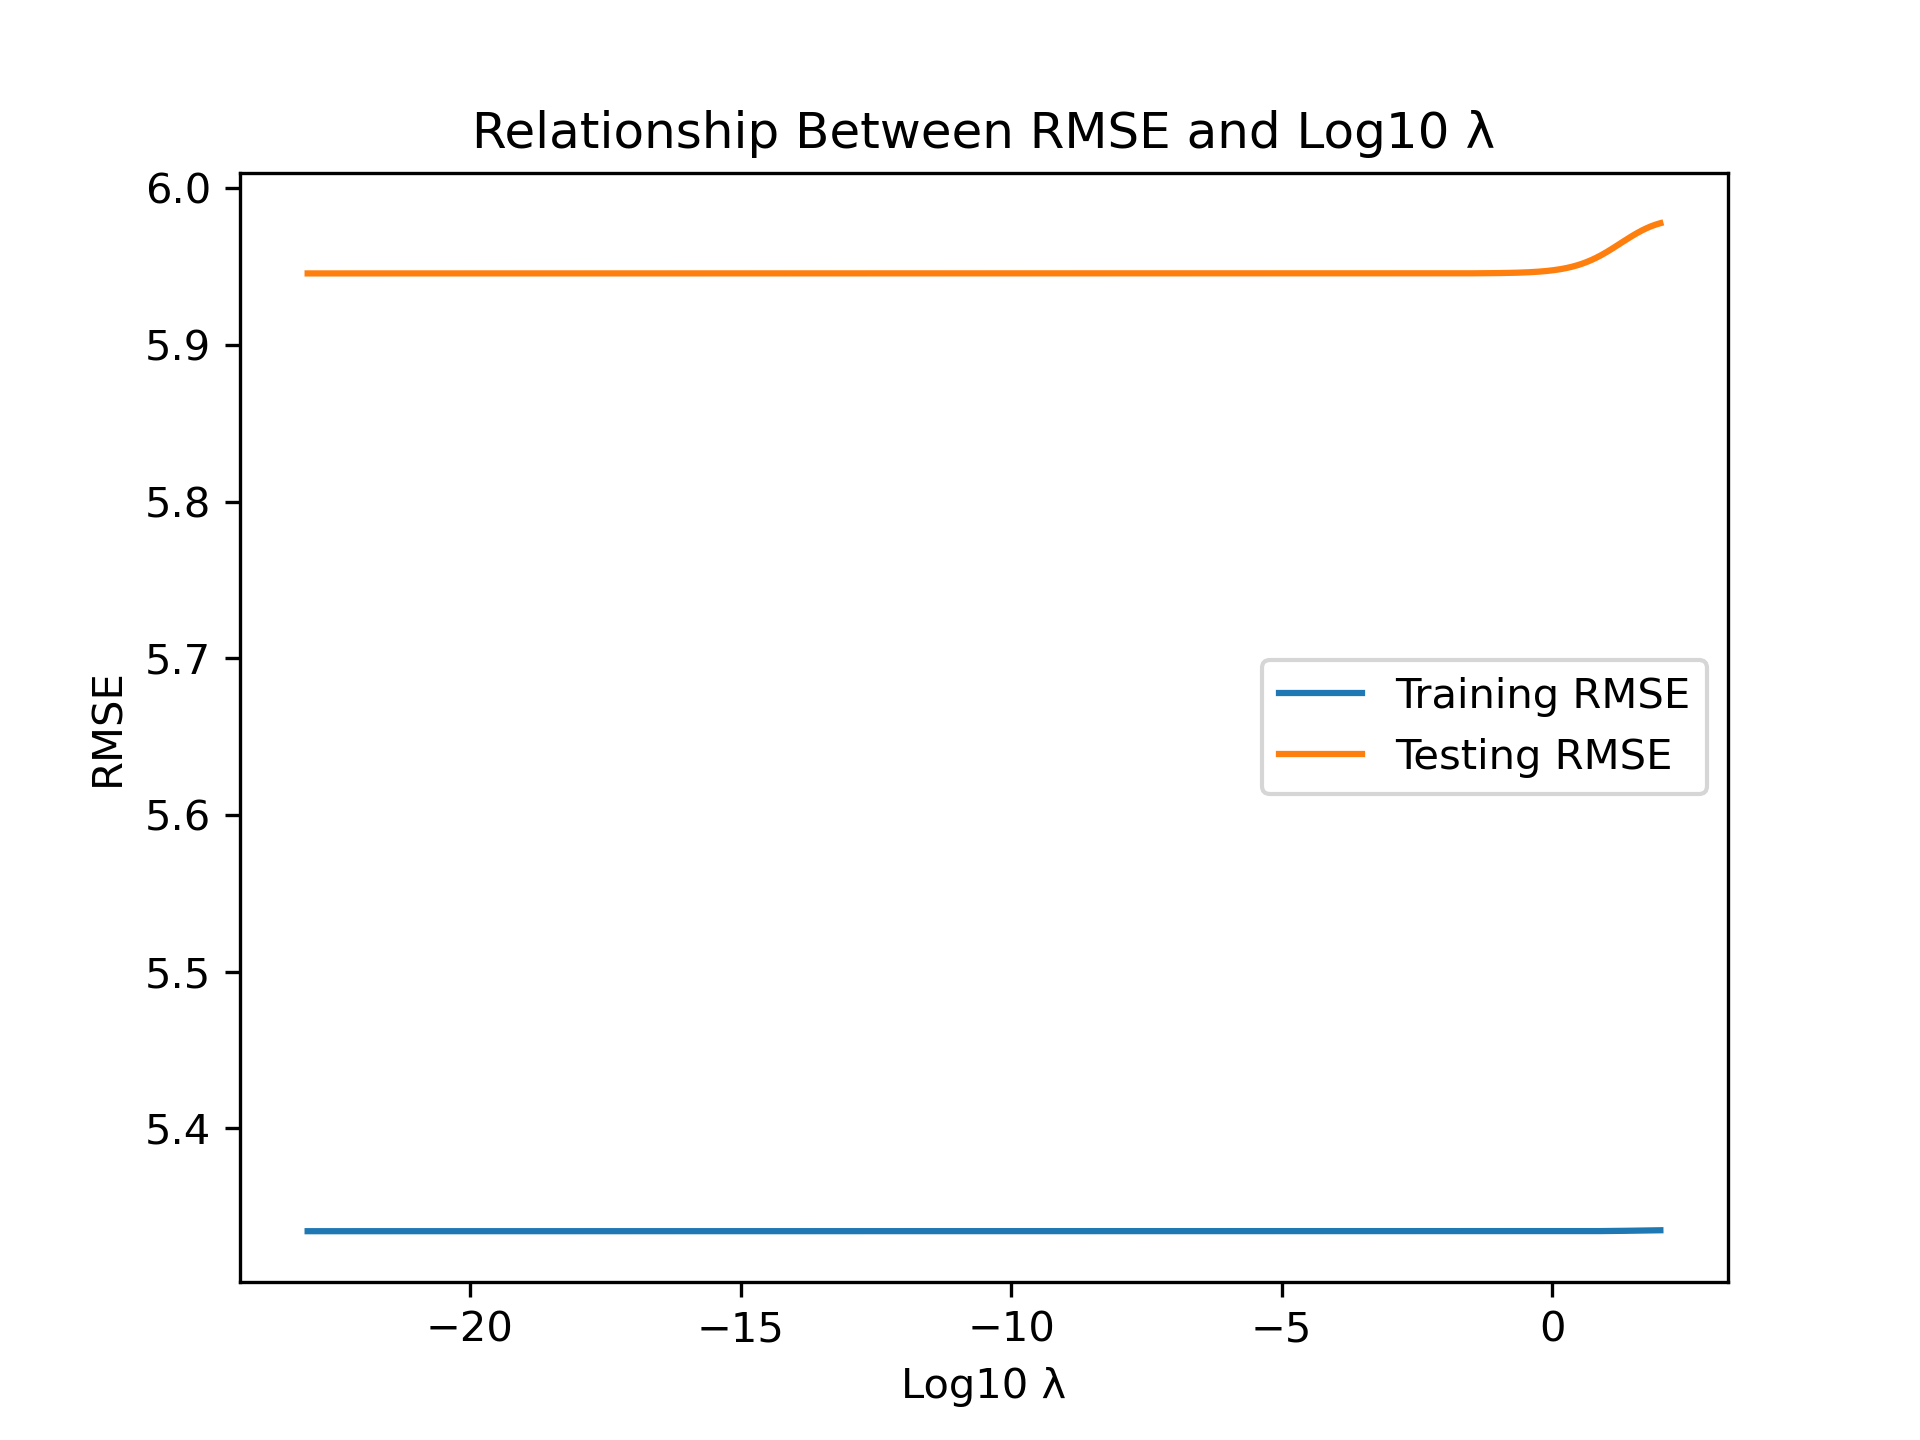 Relationship Between RMSE and Log10 λ
6.0
5.9
5.8
5.7
5.6
5.5
5.4
RMSE
Training RMSE
Testing RMSE
−20 −15 −10 −5 0
Log10 λ